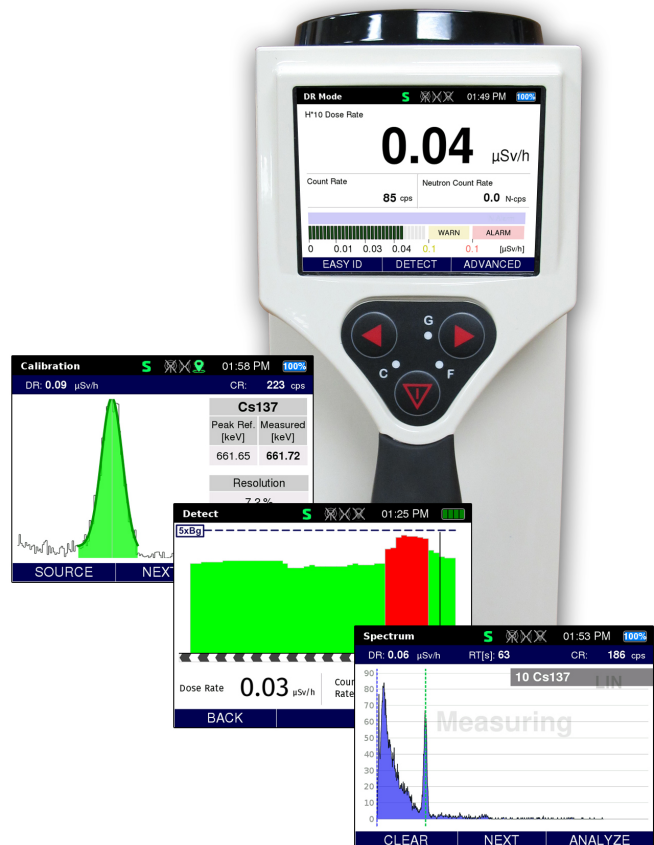 DR Mode S 01:49 PM 100%
H*10 Dose Rate
0.04 µSv/h
Count Rate Neutron Count Rate
85 cps 0.0 N-cps
WARN ALARM
0 0.01 0.03 0.04 0.1 0.1 [µSv/h]
EASY ID DETECT ADVANCED
G
C F
Calibration S 01:58 PM 100%
DR: 0.09 µSv/h CR: 223 cps
Cs137
Peak Ref. Measured
[keV] [keV]
661.65 661.72
Resolution
7.2 %
SOURCE NEXT
Detect S 01:25 PM
5xBg
Dose Rate 0.03 µSv/h Coun
Rate
BACK
Spectrum S 01:53 PM 100%
DR: 0.06 µSv/h RT[s]: 63 CR: 186 cps
10 Cs137
LIN
Measuring
90
80
70
60
50
40
30
20
10
0
CLEAR NEXT ANALYZE